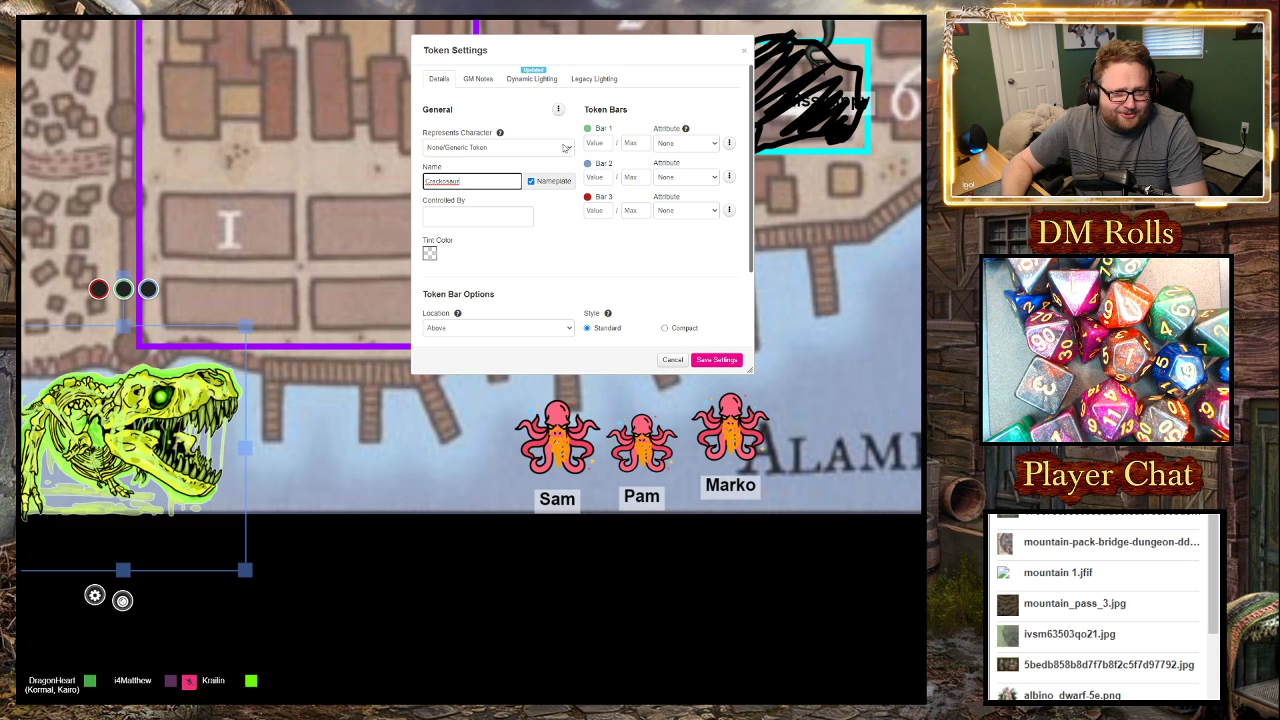 Token Settings
×
Details
GM Notes
Updated
Dynamic Lighting
Legacy Lighting
General
Represents Character
None/Generic Token
Name
Crackosaur
Nameplate
Controlled By
Tint Color
Token Bars
Bar 1
Attribute
Value / Max
None
Bar 2
Attribute
Value / Max
None
Bar 3
Attribute
Value / Max
None
Token Bar Options
Location
Above
Style
Standard
Compact
Cancel
Save Settings
I
6
Sam
Pam
Marko
ALAM
DragonHeart
(Kormal, Kairo)
i4Matthew
Krailin
DM Rolls
Player Chat
mountain-pack-bridge-dungeon-dd...
mountain 1.jfif
mountain_pass_3.jpg
ivsm63503qo21.jpg
5bedb858b8d7f7b8f2c5f7d97792.jpg
albino_dwarf-5e.png